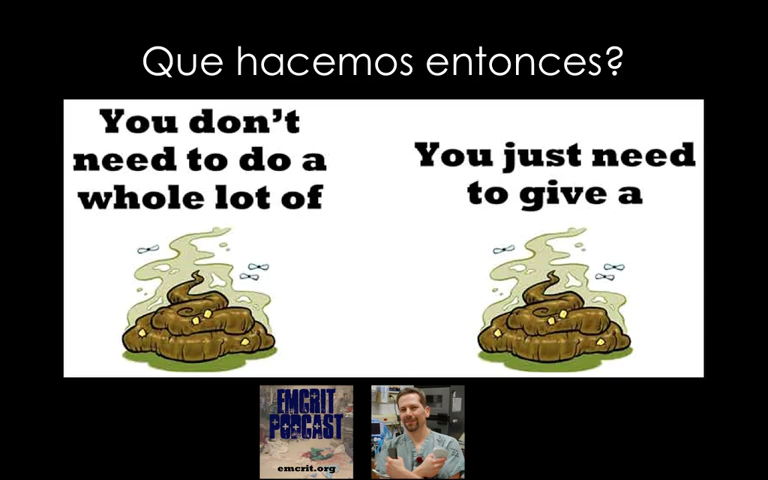 Que hacemos entonces?
You don't
need to do a
whole lot of
You just need
to give a
EMCRIT
PODCAST
emcrit.org